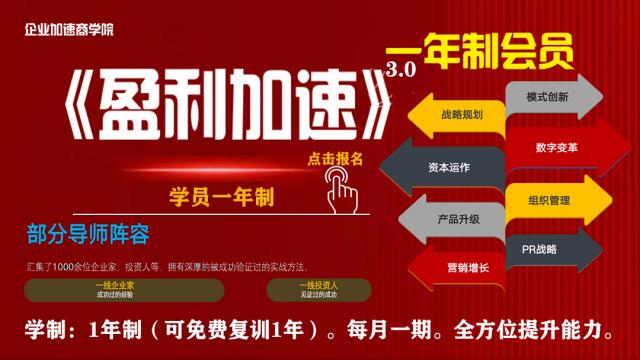 企业加速商学院
一年制会员
《盈利加速》
3.0
点击报名
学员一年制
模式创新
战略规划
数字变革
资本运作
组织管理
产品升级
PR战略
营销增长
部分导师阵容
汇集了1000余位企业家、投资人等，拥有深厚的被成功验证过的实战方法。
一线企业家
成功过的经验
一线投资人
见证过的成功
学制：1年制（可免费复训1年）。每月一期。全方位提升能力。